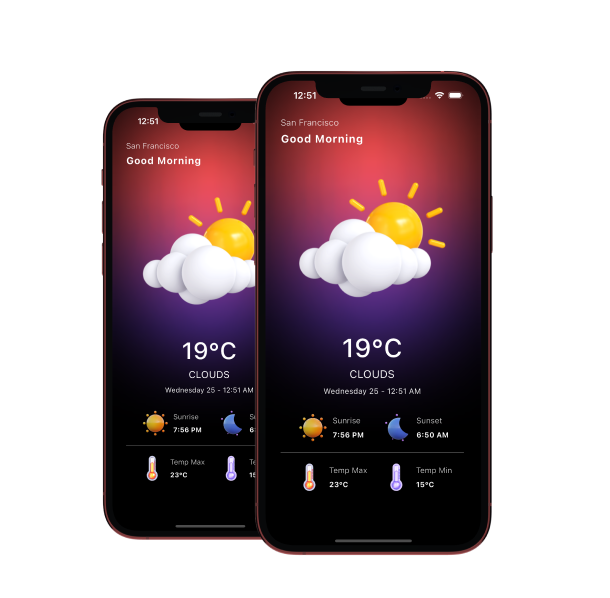 12:51
San Francisco
Good Morning
19°C
CLOUDS
Wednesday 25 - 12:51 AM
Sunrise
7:56 PM
Temp Max
23°C
12:51
San Francisco
Good Morning
19°C
CLOUDS
Wednesday 25 - 12:51 AM
Sunrise Sunset
7:56 PM 6:50 AM
Temp Max Temp Min
23°C 15°C